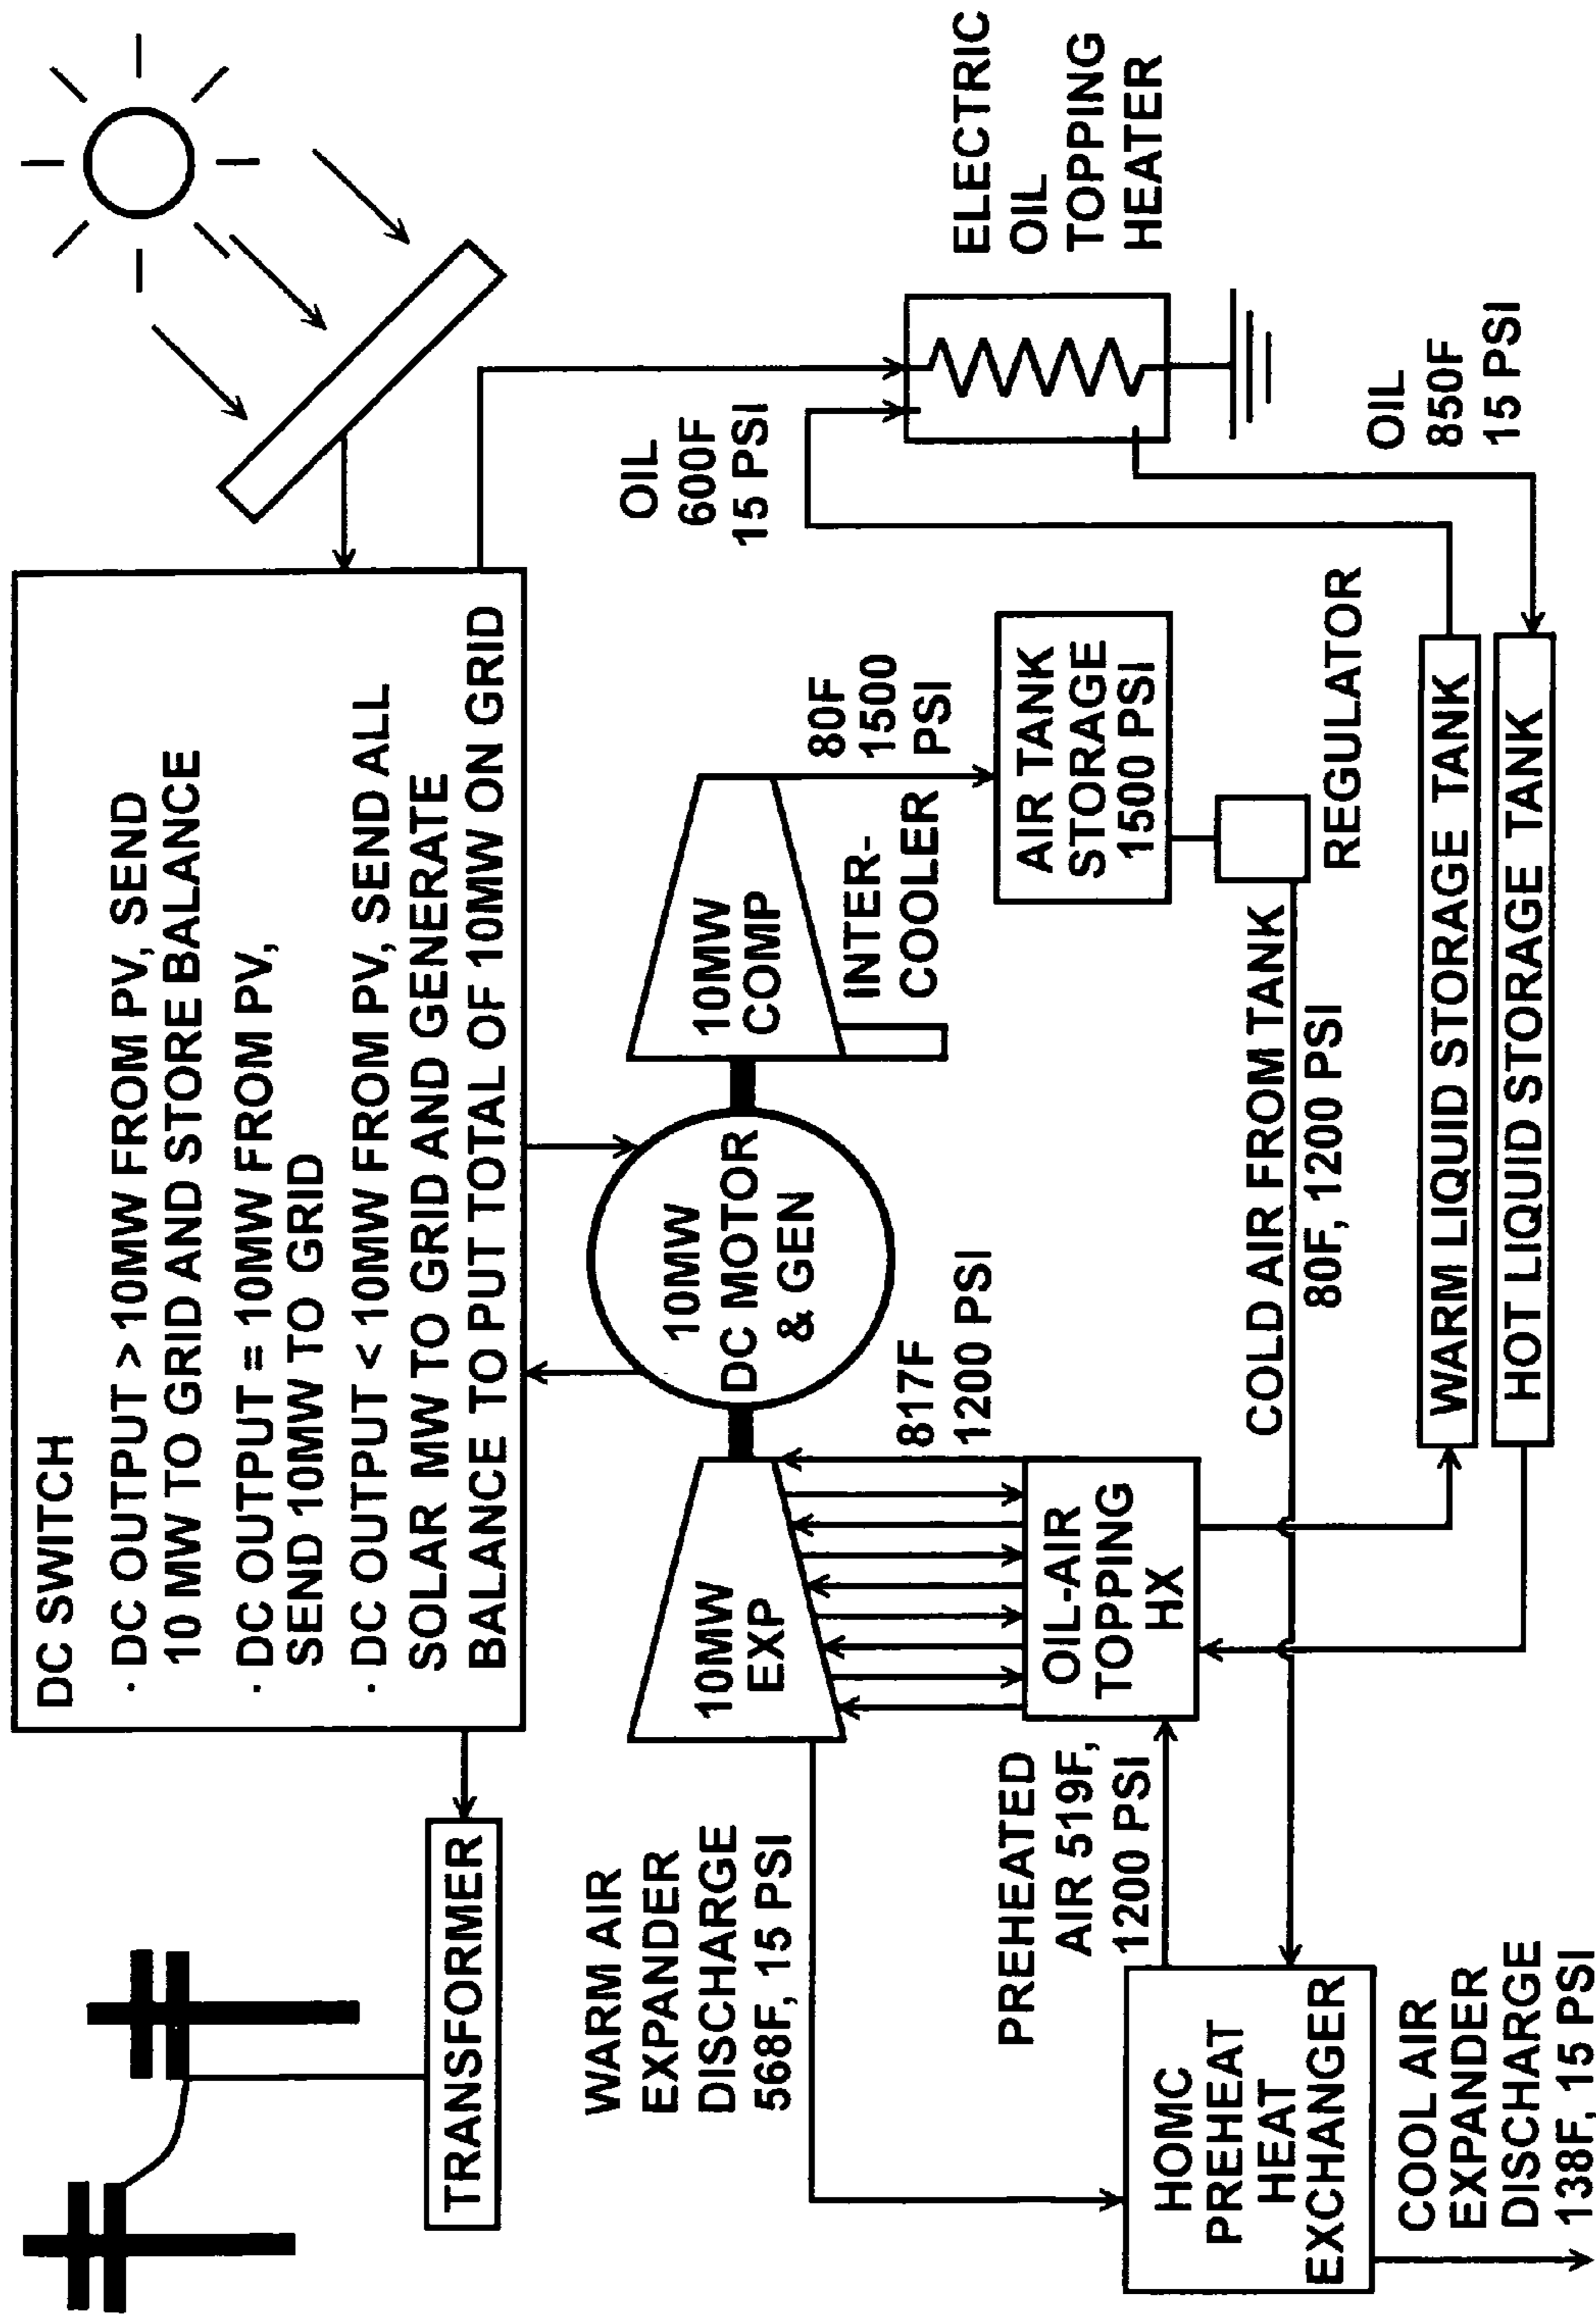 DC SWITCH
· DC OUTPUT > 10MW FROM PV, SEND
10 MW TO GRID AND STORE BALANCE
· DC OUTPUT = 10MW FROM PV,
SEND 10MW TO GRID
· DC OUTPUT < 10MW FROM PV, SEND ALL
SOLAR MW TO GRID AND GENERATE
BALANCE TO PUT TOTAL OF 10MW ON GRID
TRANSFORMER
WARM AIR
EXPANDER
DISCHARGE
568F, 15 PSI
10MW
EXP
10MW
DC MOTOR
& GEN
10MW
COMP
INTER-
COOLER
80F
1500
PSI
OIL
600F
15 PSI
ELECTRIC
OIL
TOPPING
HEATER
817F
1200 PSI
AIR TANK
STORAGE
1500 PSI
PREHEATED
AIR 519F,
1200 PSI
OIL-AIR
TOPPING
HX
COLD AIR FROM TANK
80F, 1200 PSI
REGULATOR
HOMC
PREHEAT
HEAT
EXCHANGER
COOL AIR
EXPANDER
DISCHARGE
138F, 15 PSI
WARM LIQUID STORAGE TANK
HOT LIQUID STORAGE TANK
OIL
850F
15 PSI